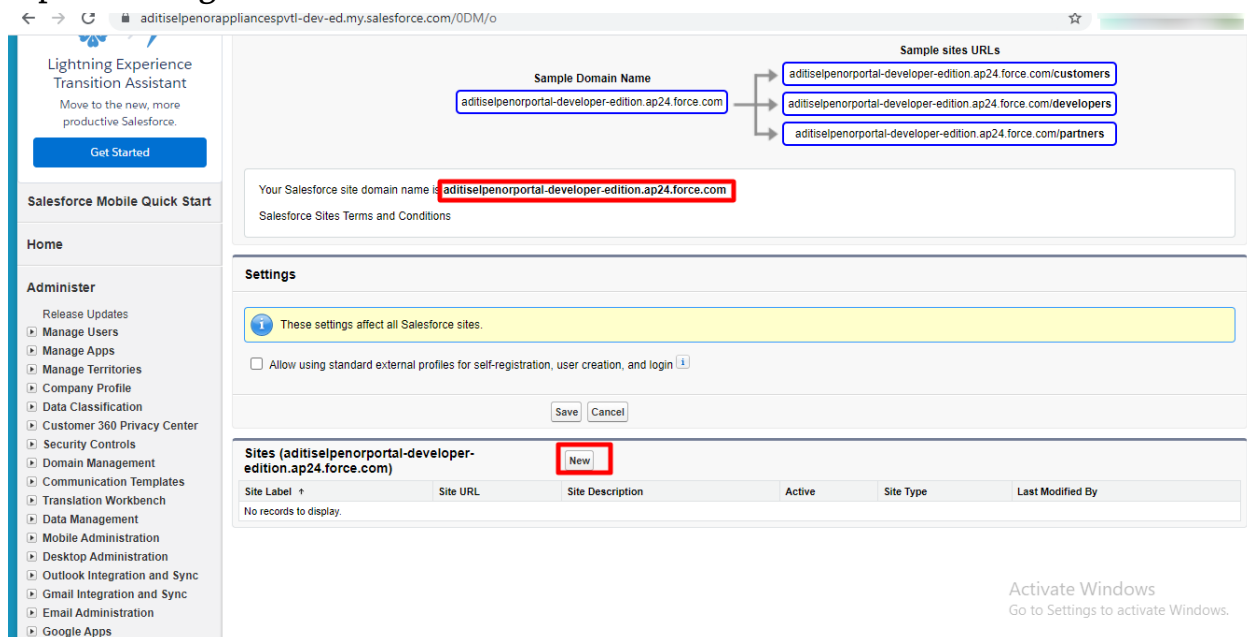 aditiselpenorappliancespvtl-dev-ed.my.salesforce.com/0DM/o
Lightning Experience
Transition Assistant
Move to the new, more
productive Salesforce.
Get Started
Salesforce Mobile Quick Start
Home
Administer
Release Updates
Manage Users
Manage Apps
Manage Territories
Company Profile
Data Classification
Customer 360 Privacy Center
Security Controls
Domain Management
Communication Templates
Translation Workbench
Data Management
Mobile Administration
Desktop Administration
Outlook Integration and Sync
Gmail Integration and Sync
Email Administration
Google Apps
Sample Domain Name
aditiselpenorportal-developer-edition.ap24.force.com
Sample sites URLs
aditiselpenorportal-developer-edition.ap24.force.com/customers
aditiselpenorportal-developer-edition.ap24.force.com/developers
aditiselpenorportal-developer-edition.ap24.force.com/partners
Your Salesforce site domain name is aditiselpenorportal-developer-edition.ap24.force.com
Salesforce Sites Terms and Conditions
Settings
These settings affect all Salesforce sites.
Allow using standard external profiles for self-registration, user creation, and login
Save Cancel
Sites (aditiselpenorportal-developer-
edition.ap24.force.com)
New
Site Label ↑ Site URL Site Description Active Site Type Last Modified By
No records to display.
Activate Windows
Go to Settings to activate Windows.